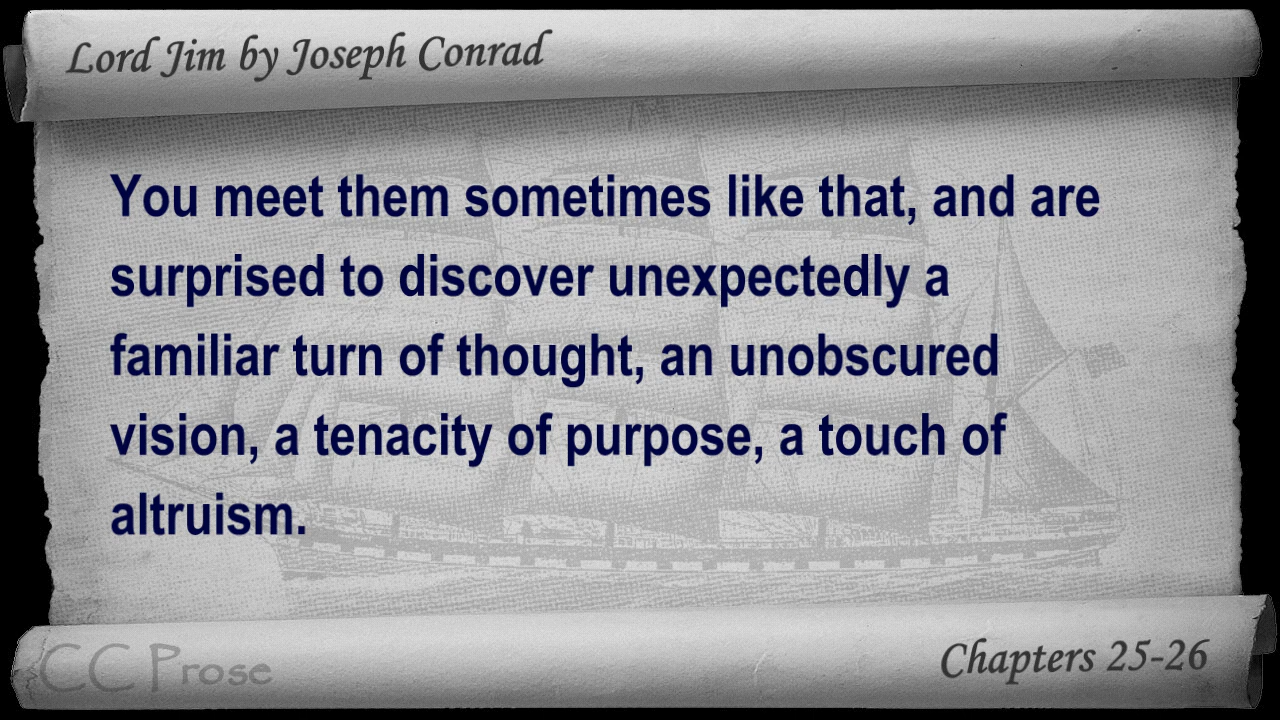 Lord Jim by Joseph Conrad
You meet them sometimes like that, and are
surprised to discover unexpectedly a
familiar turn of thought, an unobscured
vision, a tenacity of purpose, a touch of
altruism.
CC Prose
Chapters 25-26